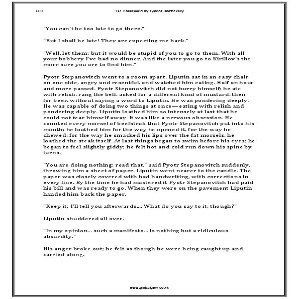 "You can't be too late to go there."
"But I shall be late! They are expecting me back."
"Well, let them; but it would be stupid of you to go to them. With all
your bobbery I've had no dinner. And the later you go to Kirillov's the
more sure you are to find him."
Pyotr Stepanovitch went to a room apart. Liputin sat in an easy chair
on one side, angry and resentful, and watched him eating. Half an hour
and more passed. Pyotr Stepanovitch did not hurry himself; he ate
with relish, rang the bell, asked for a different kind of mustard, then
for beer, without saying a word to Liputin. He was pondering deeply.
He was capable of doing two things at once—eating with relish and
pondering deeply. Liputin loathed him so intensely at last that he
could not tear himself away. It was like a nervous obsession. He
counted every morsel of beefsteak that Pyotr Stepanovitch put into his
mouth; he loathed him for the way he opened it, for the way he
chewed, for the way he smacked his lips over the fat morsels, he
loathed the steak itself. At last things began to swim before his eyes; he
began to feel slightly giddy; he felt hot and cold run down his spine by
turns.
"You are doing nothing; read that," said Pyotr Stepanovitch suddenly,
throwing him a sheet of paper. Liputin went nearer to the candle. The
paper was closely covered with bad handwriting, with corrections in
every line. By the time he had mastered it Pyotr Stepanovitch had paid
his bill and was ready to go. When they were on the pavement Liputin
handed him back the paper.
"Keep it; I'll tell you afterwards.... What do you say to it, though?"
Liputin shuddered all over.
"In my opinion... such a manifesto... is nothing but a ridiculous
absurdity."
His anger broke out; he felt as though he were being caught up and
carried along.